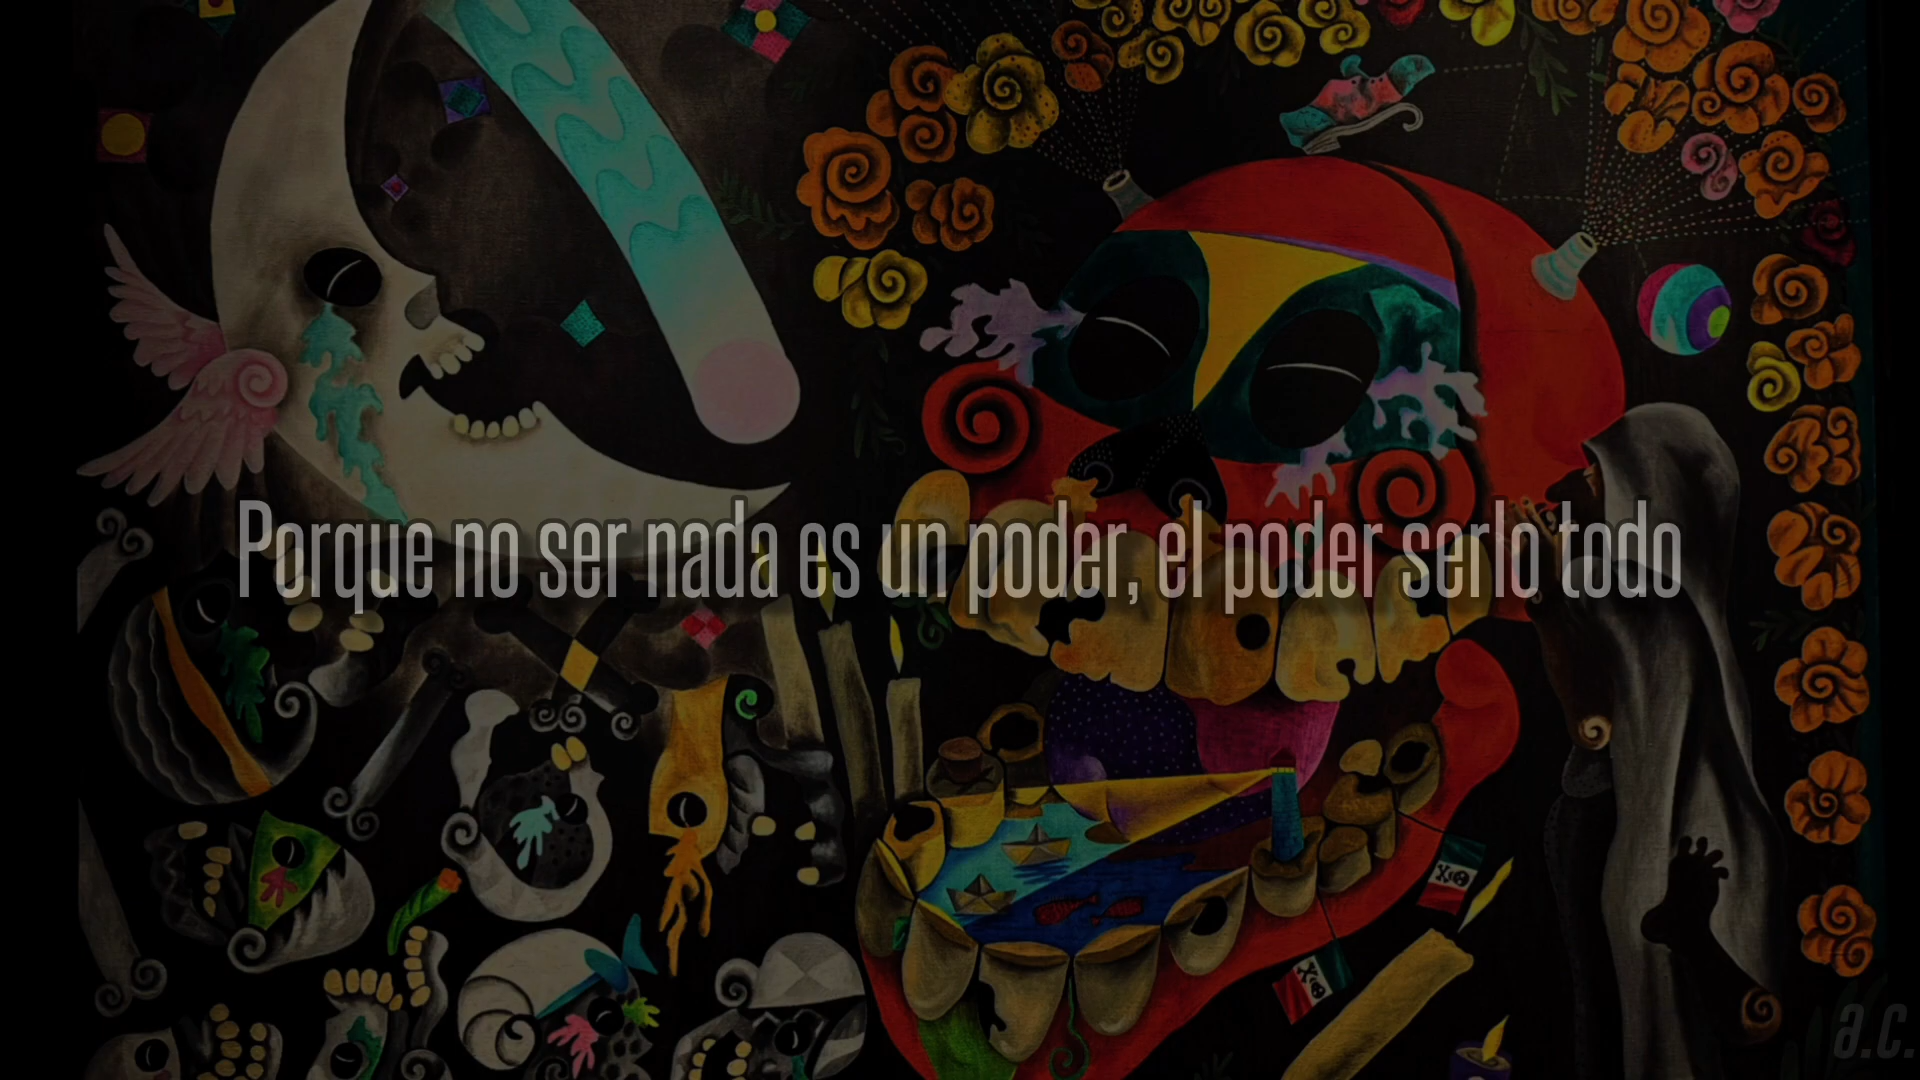 Porque no ser nada es un poder, el poder serlo todo
a.c.